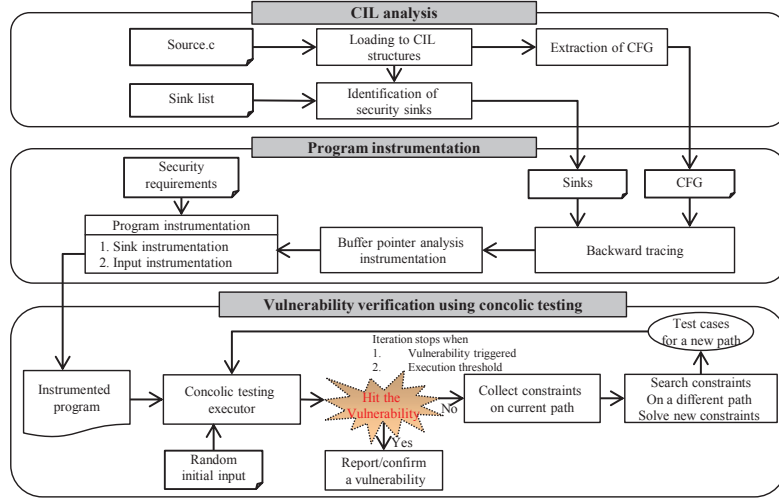 CIL analysis
Source.c
Loading to CIL
structures
Extraction of CFG
Sink list
Identification of
security sinks
Program instrumentation
Security
requirements
Sinks
CFG
Program instrumentation
1. Sink instrumentation
2. Input instrumentation
Buffer pointer analysis
instrumentation
Backward tracing
Vulnerability verification using concolic testing
Iteration stops when
1. Vulnerability triggered
2. Execution threshold
Test cases
for a new path
Instrumented
program
Concolic testing
executor
Hit the
Vulnerability
No
Collect constraints
on current path
Search constraints
On a different path
Solve new constraints
Yes
Random
initial input
Report/confirm
a vulnerability